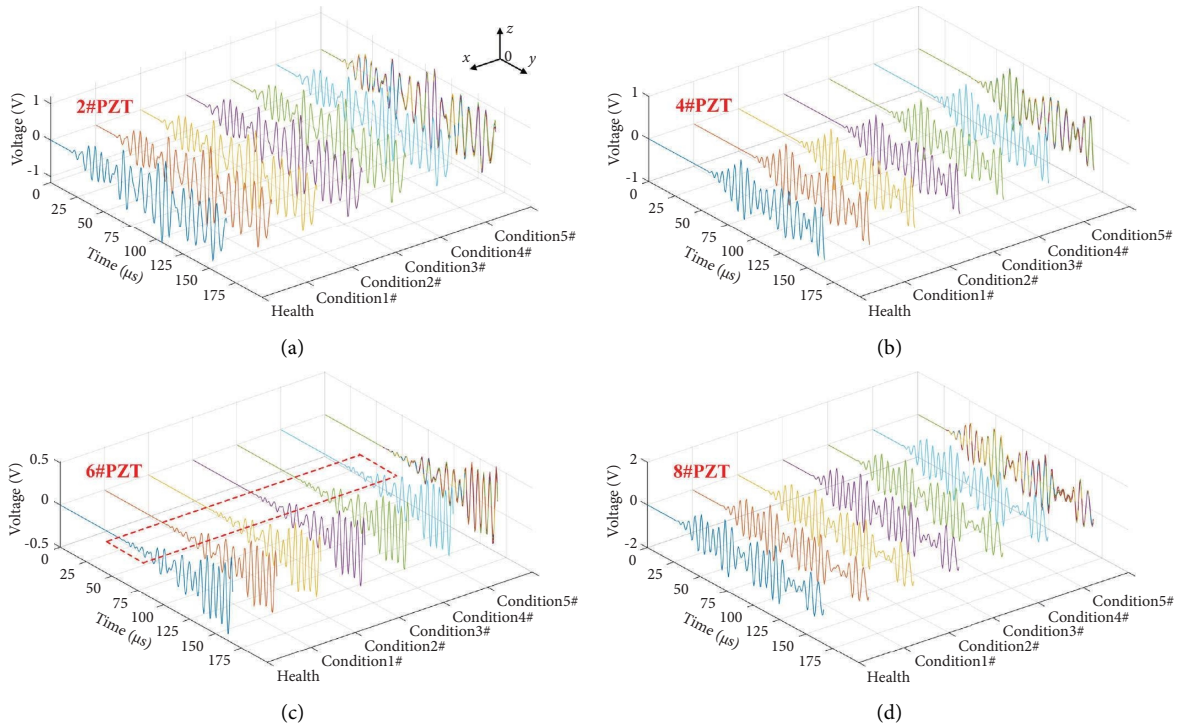 z
x
0
y
2#PZT
Voltage (V)
1
0
-1
0
25
50
75
100
125
150
175
Time (μs)
Health
Condition1#
Condition2#
Condition3#
Condition4#
Condition5#
(a)
4#PZT
Voltage (V)
1
0
-1
0
25
50
75
100
125
150
175
Time (μs)
Health
Condition1#
Condition2#
Condition3#
Condition4#
Condition5#
(b)
6#PZT
Voltage (V)
0.5
0
-0.5
0
25
50
75
100
125
150
175
Time (μs)
Health
Condition1#
Condition2#
Condition3#
Condition4#
Condition5#
(c)
8#PZT
Voltage (V)
2
0
-2
0
25
50
75
100
125
150
175
Time (μs)
Health
Condition1#
Condition2#
Condition3#
Condition4#
Condition5#
(d)